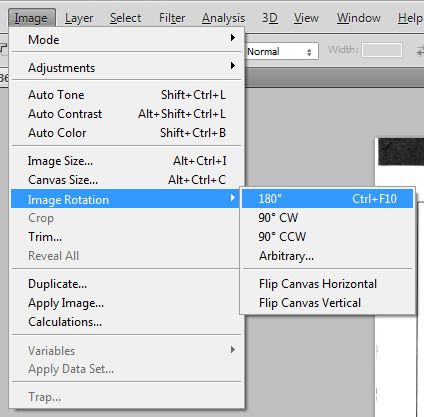 Image Layer Select Filter Analysis 3D View Window Help
Normal Width:
Mode
Adjustments
Auto Tone Shift+Ctrl+L
Auto Contrast Alt+Shift+Ctrl+L
Auto Color Shift+Ctrl+B
Image Size... Alt+Ctrl+I
Canvas Size... Alt+Ctrl+C
Image Rotation
Crop
Trim...
Reveal All
Duplicate...
Apply Image...
Calculations...
Variables
Apply Data Set...
Trap...
180° Ctrl+F10
90° CW
90° CCW
Arbitrary...
Flip Canvas Horizontal
Flip Canvas Vertical